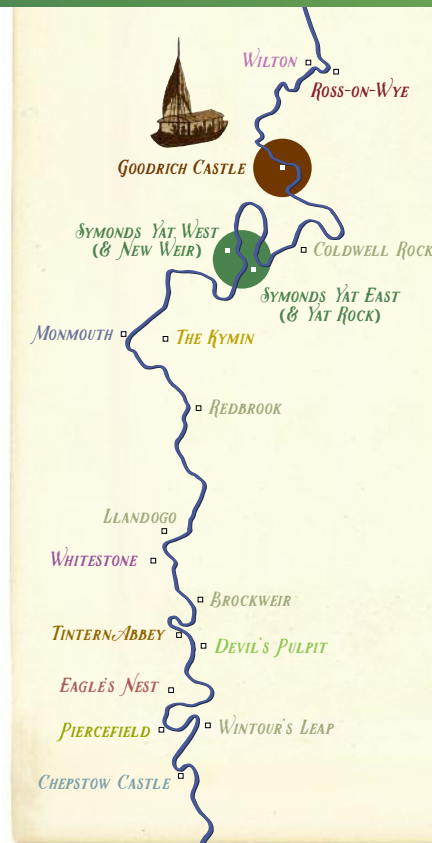 Wilton
Ross-on-Wye
Goodrich Castle
Symonds Yat West
(& New Weir)
Coldwell Rock
Symonds Yat East
(& Yat Rock)
Monmouth
The Kymin
Redbrook
Llandogo
Whitestone
Brockweir
Tintern Abbey
Devil's Pulpit
Eagle's Nest
Piercefield
Wintour's Leap
Chepstow Castle